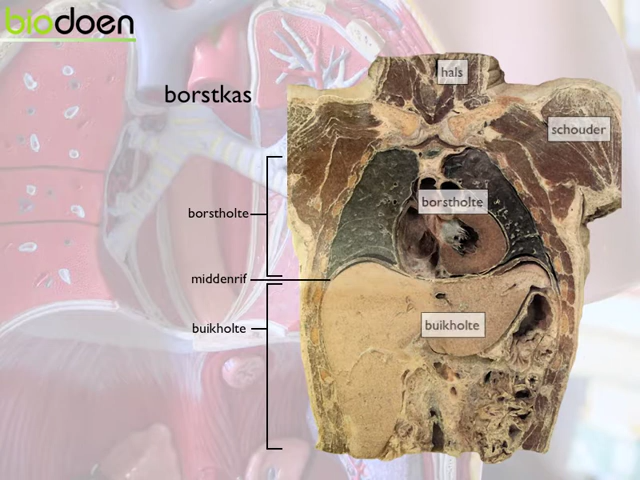 biodoen
borstkas
hals
schouder
borstholte
borstholte
middenrif
buikholte
buikholte